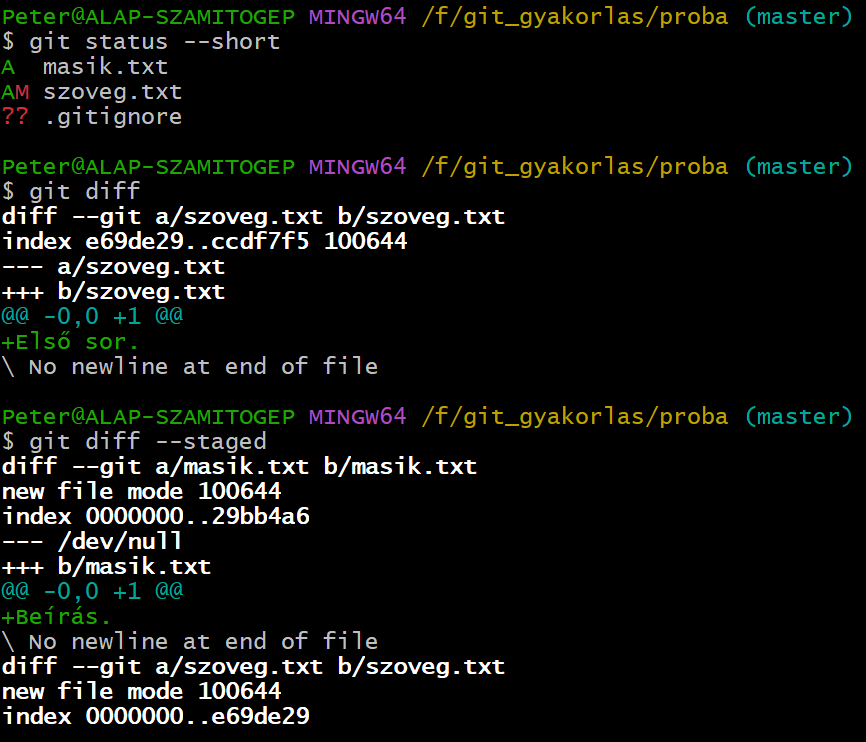 Peter@ALAP-SZAMITOGEP MINGW64 /f/git_gyakorlas/proba (master)
$ git status --short
A  masik.txt
AM szoveg.txt
?? .gitignore

Peter@ALAP-SZAMITOGEP MINGW64 /f/git_gyakorlas/proba (master)
$ git diff
diff --git a/szoveg.txt b/szoveg.txt
index e69de29..ccdf7f5 100644
--- a/szoveg.txt
+++ b/szoveg.txt
@@ -0,0 +1 @@
+Első sor.
\ No newline at end of file

Peter@ALAP-SZAMITOGEP MINGW64 /f/git_gyakorlas/proba (master)
$ git diff --staged
diff --git a/masik.txt b/masik.txt
new file mode 100644
index 0000000..29bb4a6
--- /dev/null
+++ b/masik.txt
@@ -0,0 +1 @@
+Beírás.
\ No newline at end of file
diff --git a/szoveg.txt b/szoveg.txt
new file mode 100644
index 0000000..e69de29